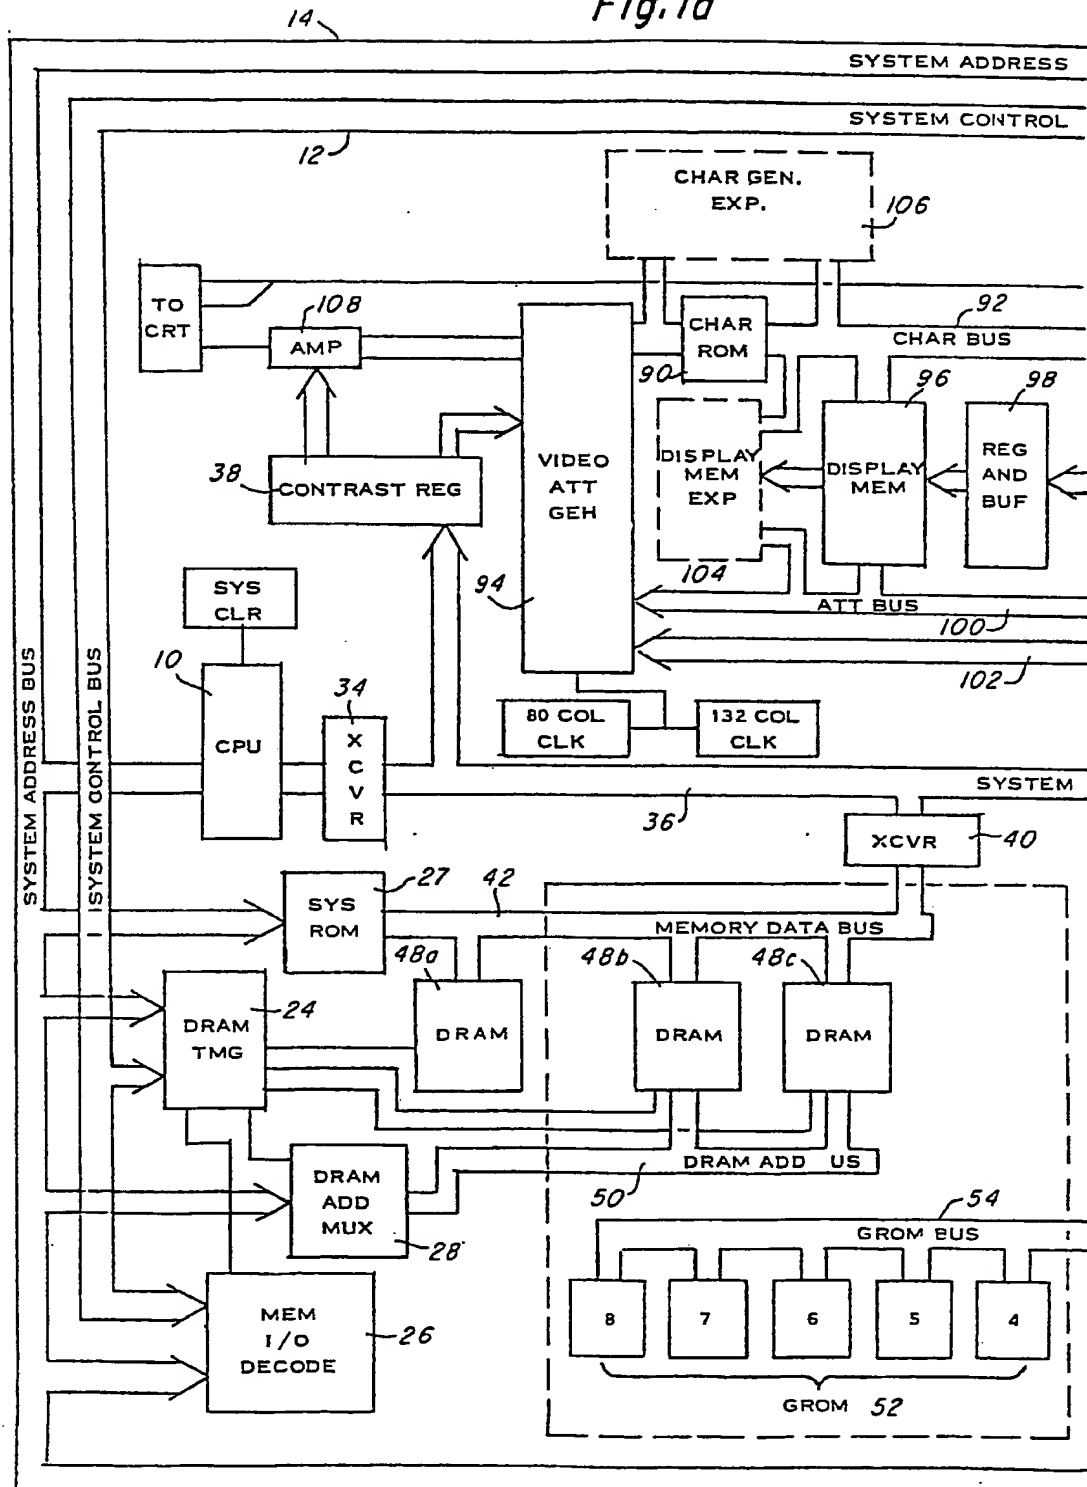 Fig.1a
14
SYSTEM ADDRESS
SYSTEM CONTROL
12
CHAR GEN.
EXP.
106
TO
CRT
108
AMP
CHAR
ROM
90
92
CHAR BUS
96
98
38
CONTRAST REG
VIDEO
ATT
GEH
94
DISPLAY
MEM
EXP
104
DISPLAY
MEM
REG
AND
BUF
ATT BUS
100
102
SYS
CLR
10
CPU
34
X
C
V
R
80 COL
CLK
132 COL
CLK
SYSTEM ADDRESS BUS
SYSTEM CONTROL BUS
SYSTEM
36
XCVR
40
27
SYS
ROM
42
MEMORY DATA BUS
48a
48b
48c
24
DRAM
TMG
DRAM
DRAM
DRAM
DRAM
ADD
MUX
28
DRAM ADD US
50
54
GROM BUS
MEM
I/O
DECODE
26
8
7
6
5
4
GROM 52